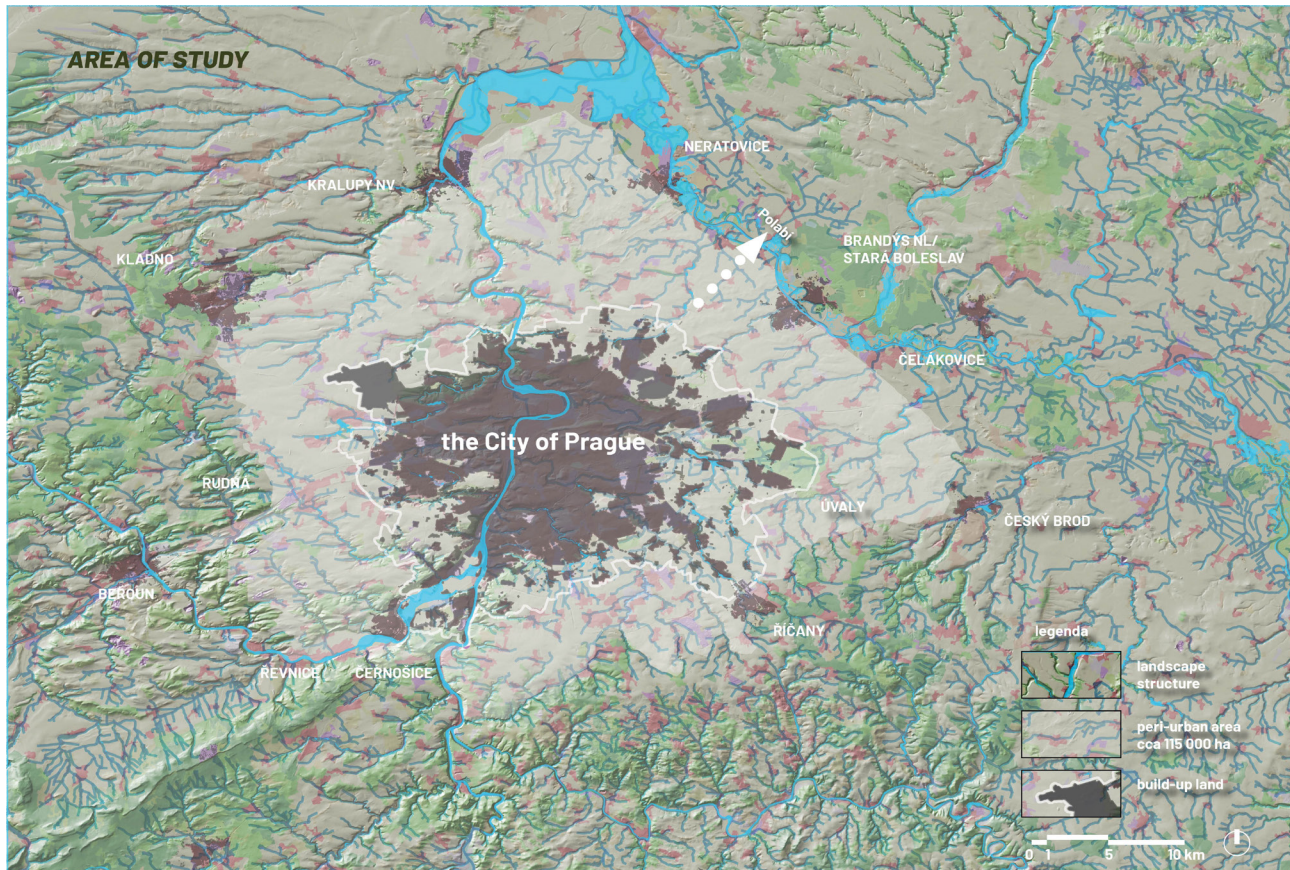 AREA OF STUDY
NERATOVICE
KRALUPY NV
Polabí
BRANDÝS NL/
STARÁ BOLESLAV
KLADNO
ČELÁKOVICE
the City of Prague
RUDNÁ
ÚVALY
ČESKÝ BROD
BEROUN
ŘÍČANY
ŘEVNICE
ČERNOŠICE
legenda
landscape
structure
peri-urban area
cca 115 000 ha
build-up land
0 1 5 10 km